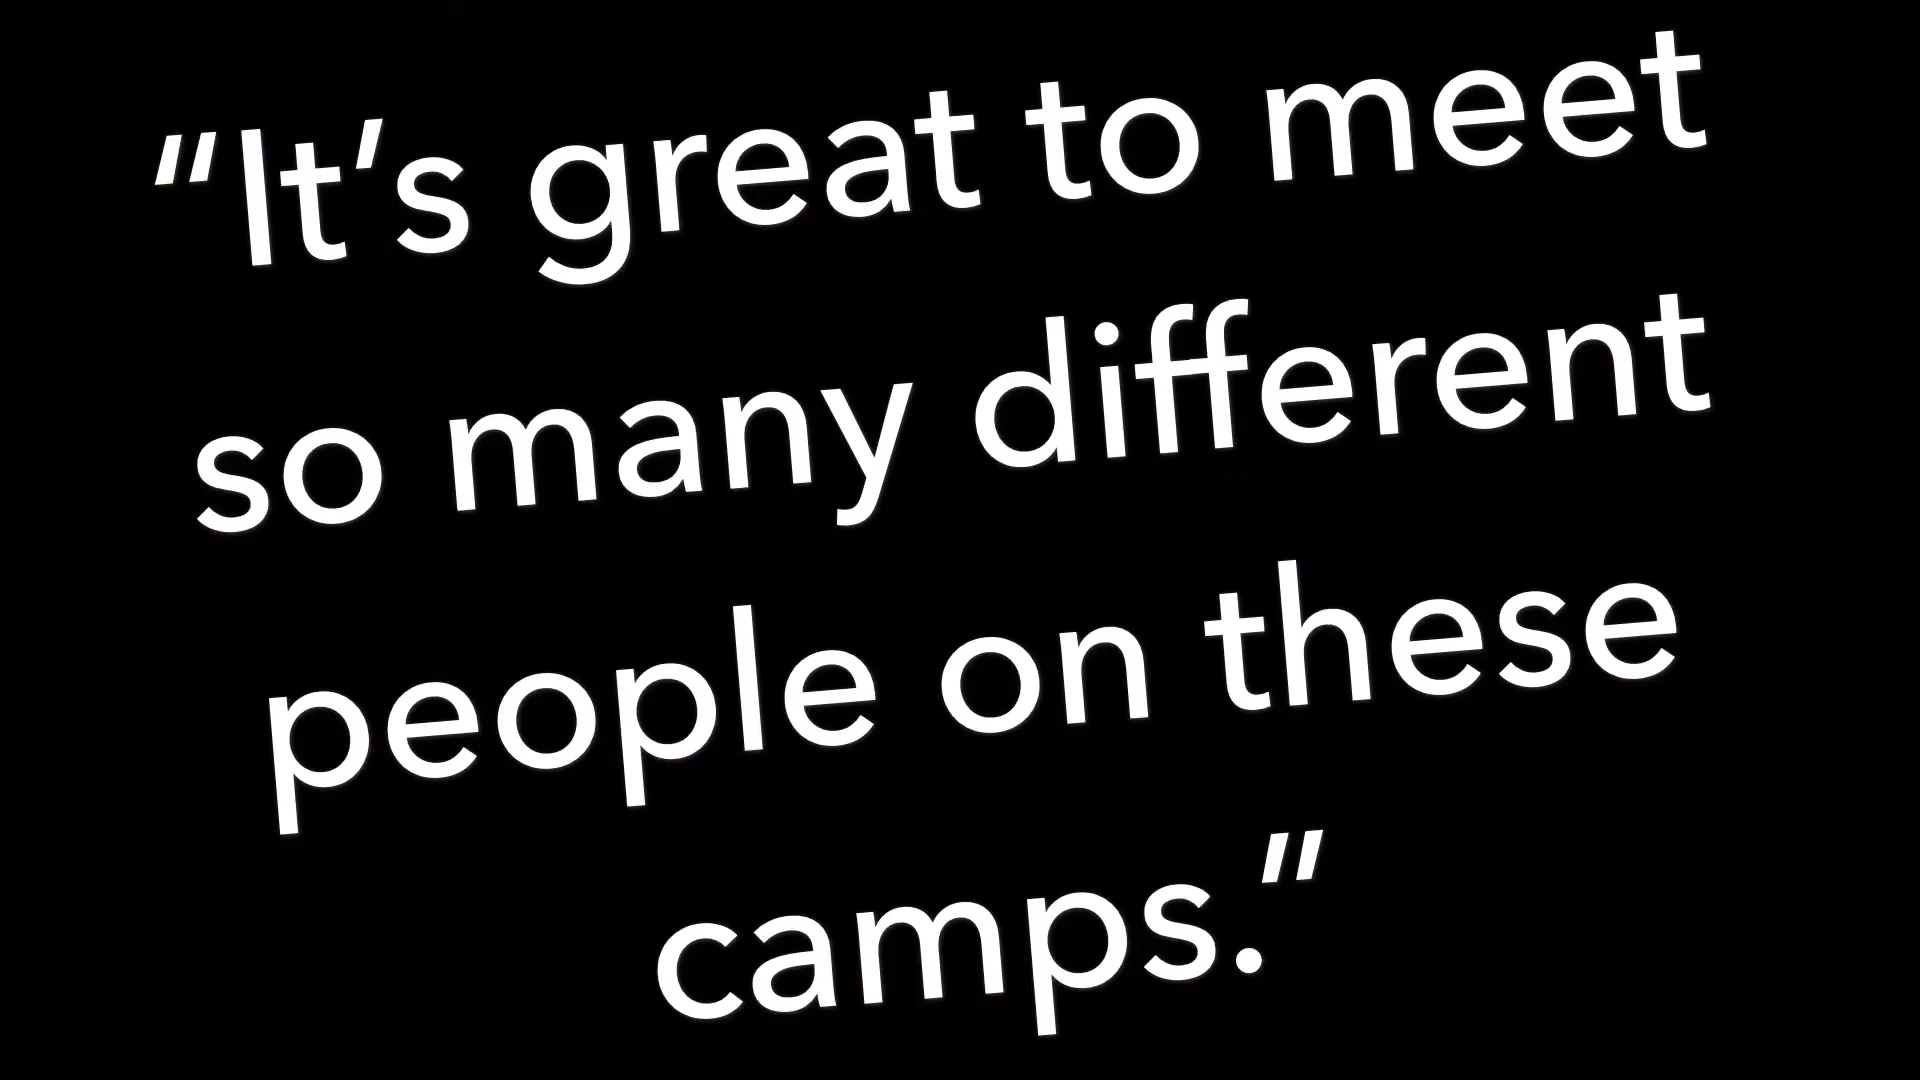 “It’s great to meet
so many different
people on these
camps.”